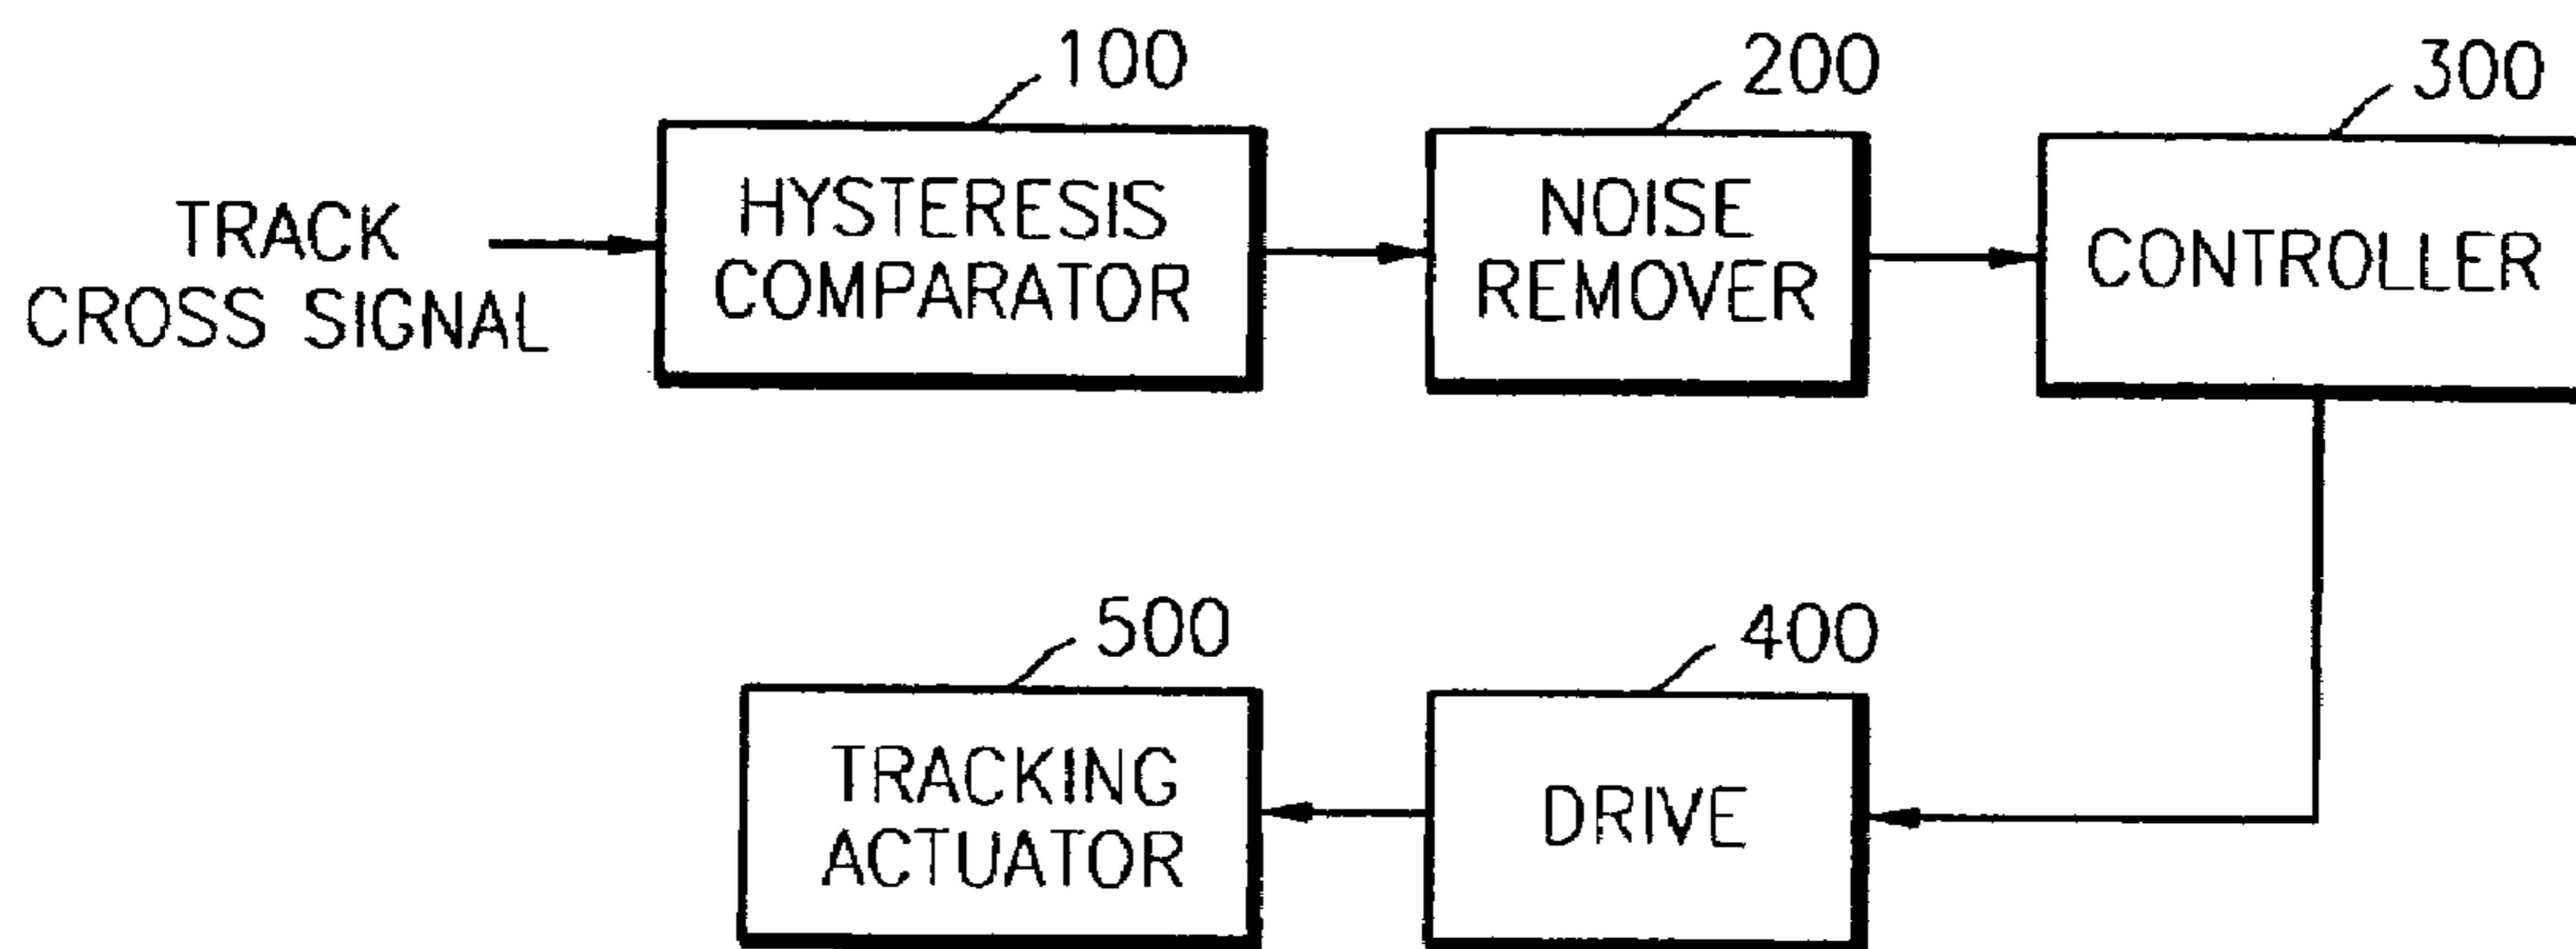 100
200
300
TRACK
CROSS SIGNAL
HYSTERESIS
COMPARATOR
NOISE
REMOVER
CONTROLLER
500
400
TRACKING
ACTUATOR
DRIVE